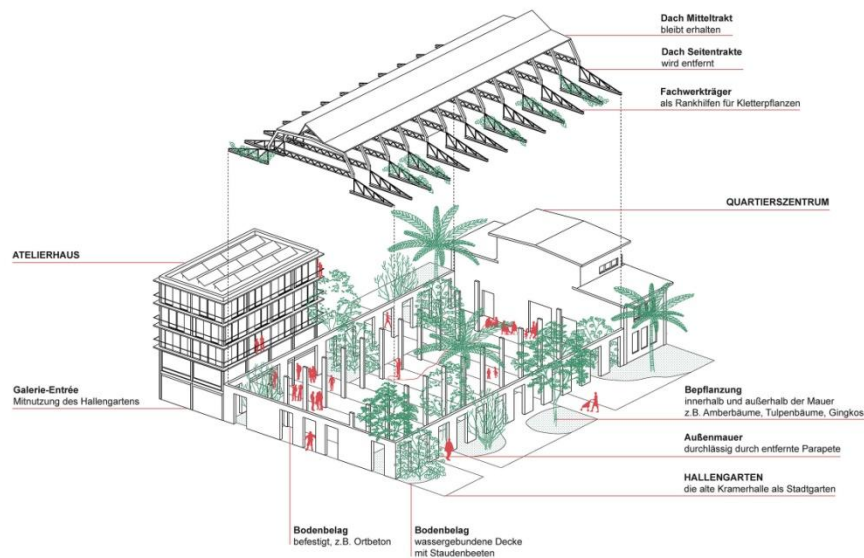 Dach Mitteltrakt
bleibt erhalten
Dach Seitentrakte
wird entfernt
Fachwerkträger
als Rankhilfen für Kletterpflanzen
QUARTIERSZENTRUM
ATELIERHAUS
Galerie-Entrée
Mitnutzung des Hallengartens
Bepflanzung
innerhalb und außerhalb der Mauer
z.B. Amberbäume, Tulpenbäume, Gingkos
Außenmauer
durchlässig durch entfernte Parapete
HALLENGARTEN
die alte Kramerhalle als Stadtgarten
Bodenbelag
befestigt, z.B. Ortbeton
Bodenbelag
wassergebundene Decke
mit Staudenbeeten